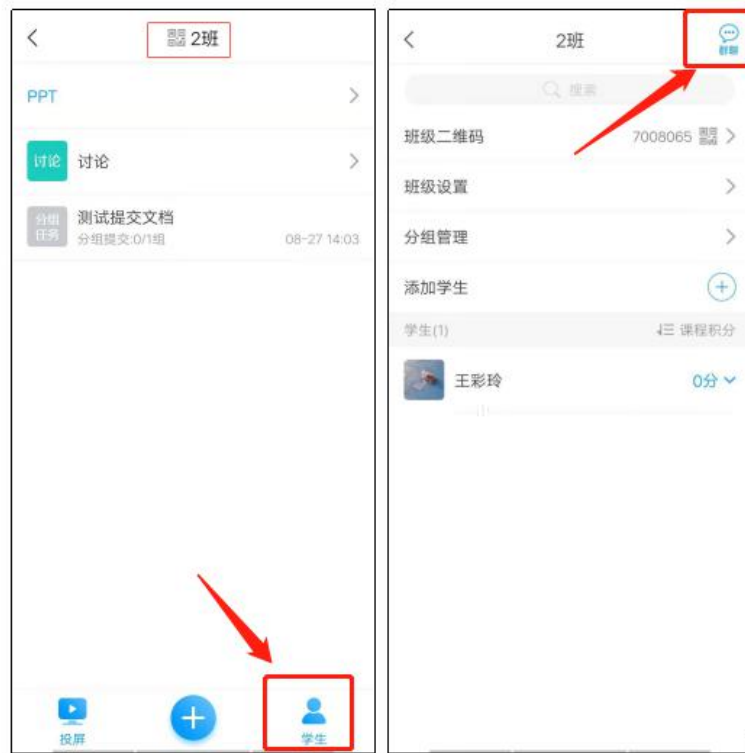 2班
PPT
讨论 讨论
分组任务
测试提交文档
分组提交:0/1组 08-27 14:03
投屏
学生
2班
群聊
搜索
班级二维码 7008065
班级设置
分组管理
添加学生
学生(1) 课程积分
王彩玲 0分